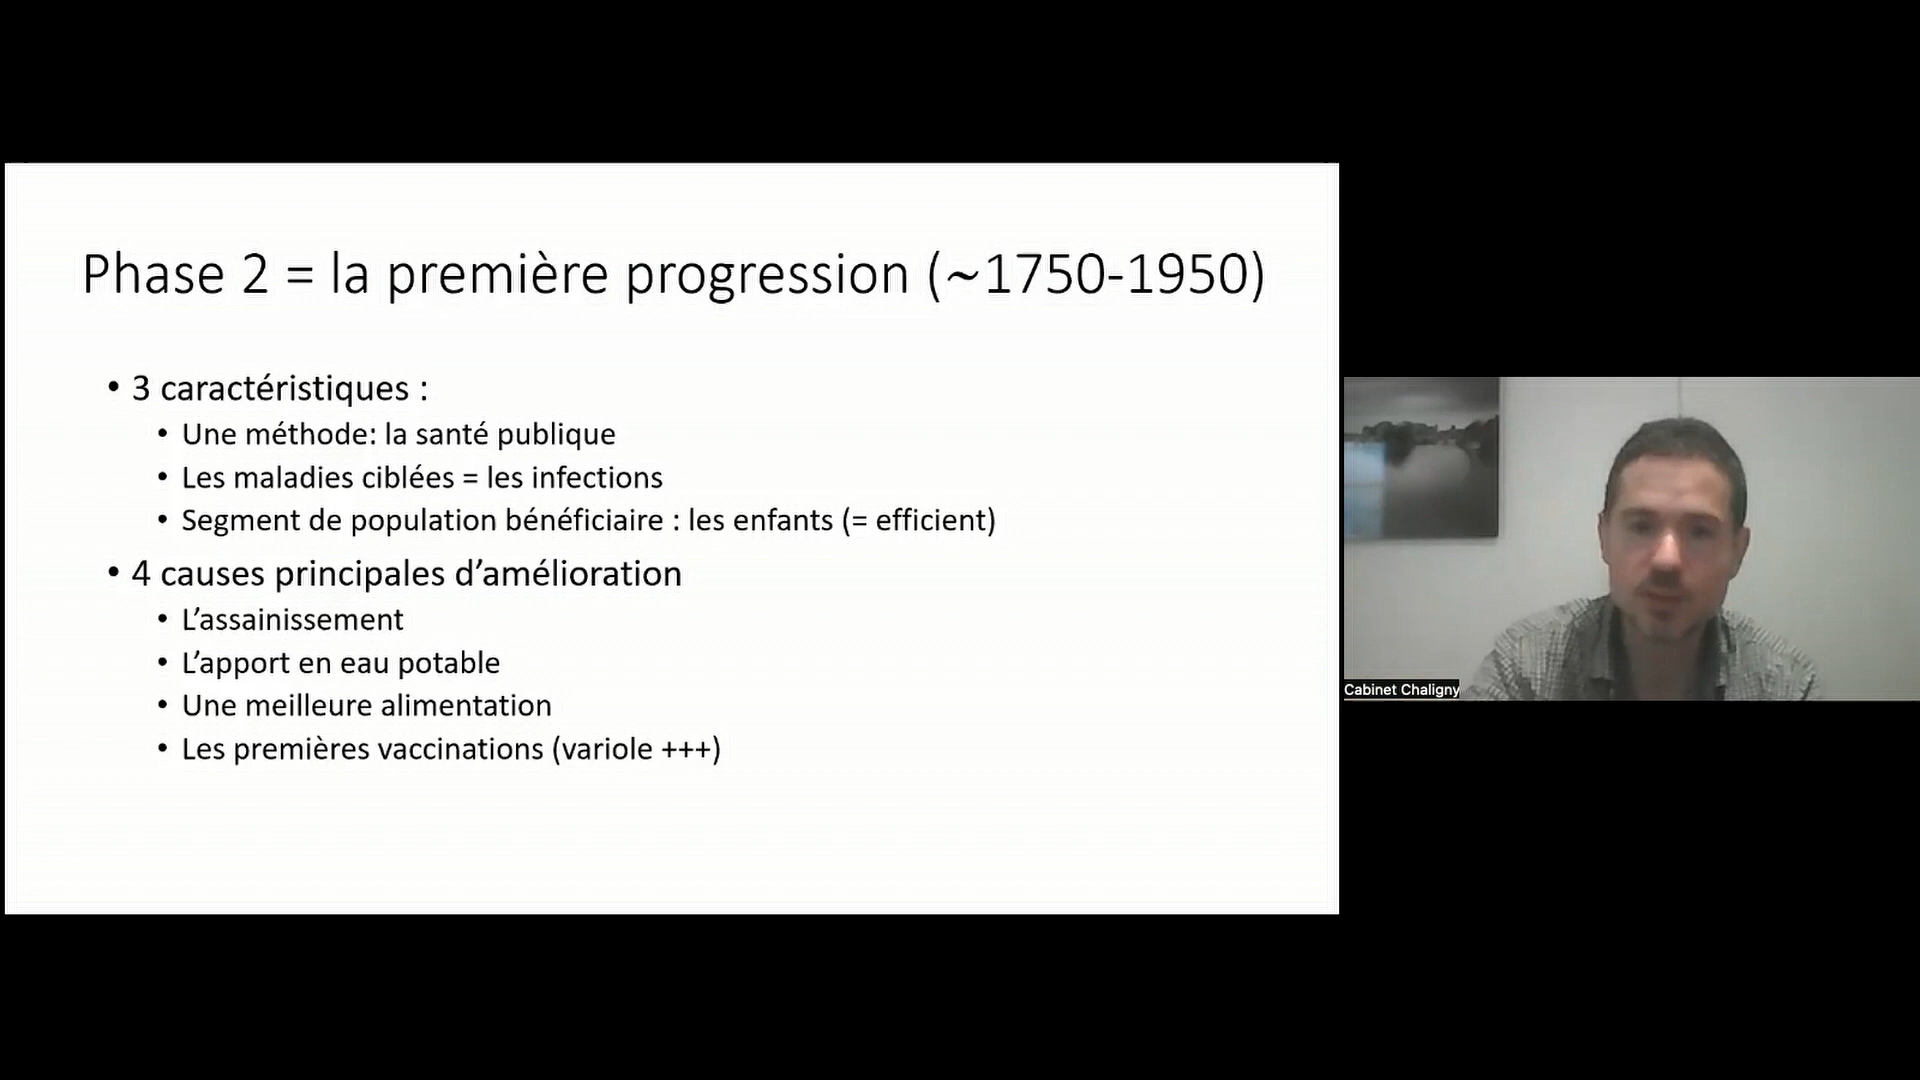 Phase 2 = la première progression (~1750-1950)
• 3 caractéristiques :
• Une méthode: la santé publique
• Les maladies ciblées = les infections
• Segment de population bénéficiaire : les enfants (= efficient)
• 4 causes principales d’amélioration
• L’assainissement
• L’apport en eau potable
• Une meilleure alimentation
• Les premières vaccinations (variole +++)
Cabinet Chaligny